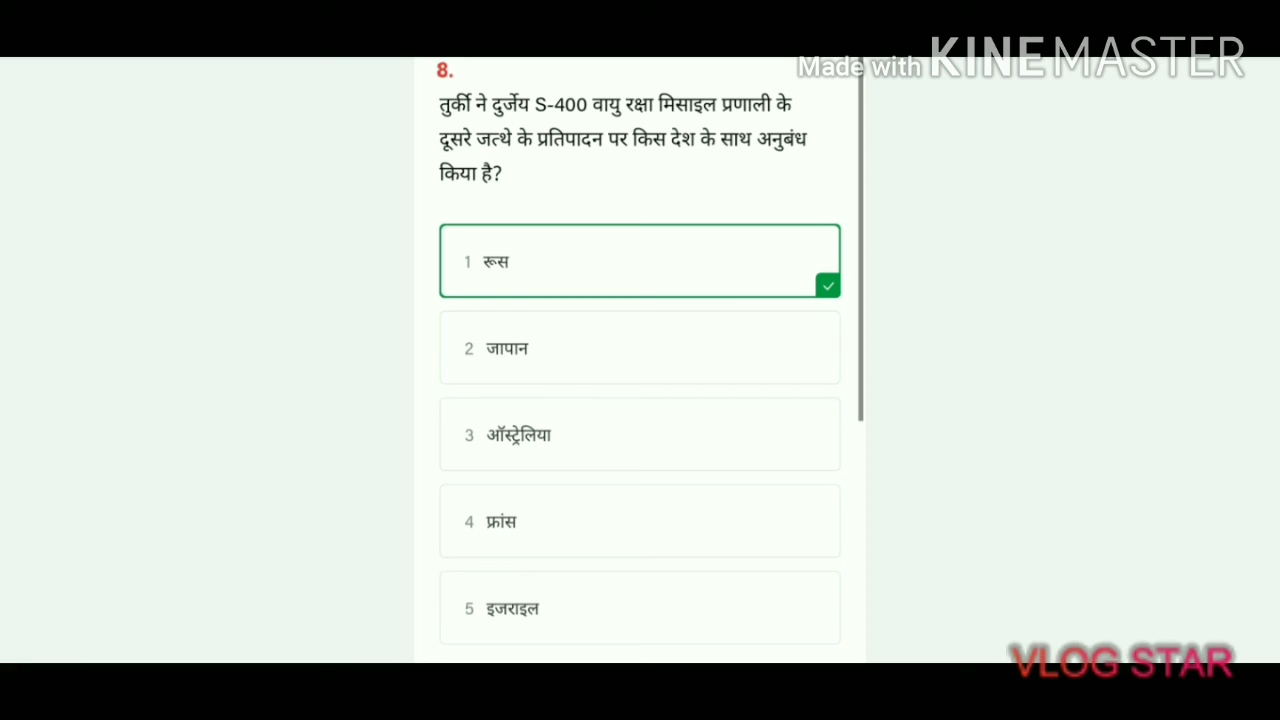 Made with KINEMASTER
8.
तुर्की ने दुर्जेय S-400 वायु रक्षा मिसाइल प्रणाली के
दूसरे जत्थे के प्रतिपादन पर किस देश के साथ अनुबंध
किया है?
1 रूस
2 जापान
3 ऑस्ट्रेलिया
4 फ्रांस
5 इजराइल
VLOG STAR